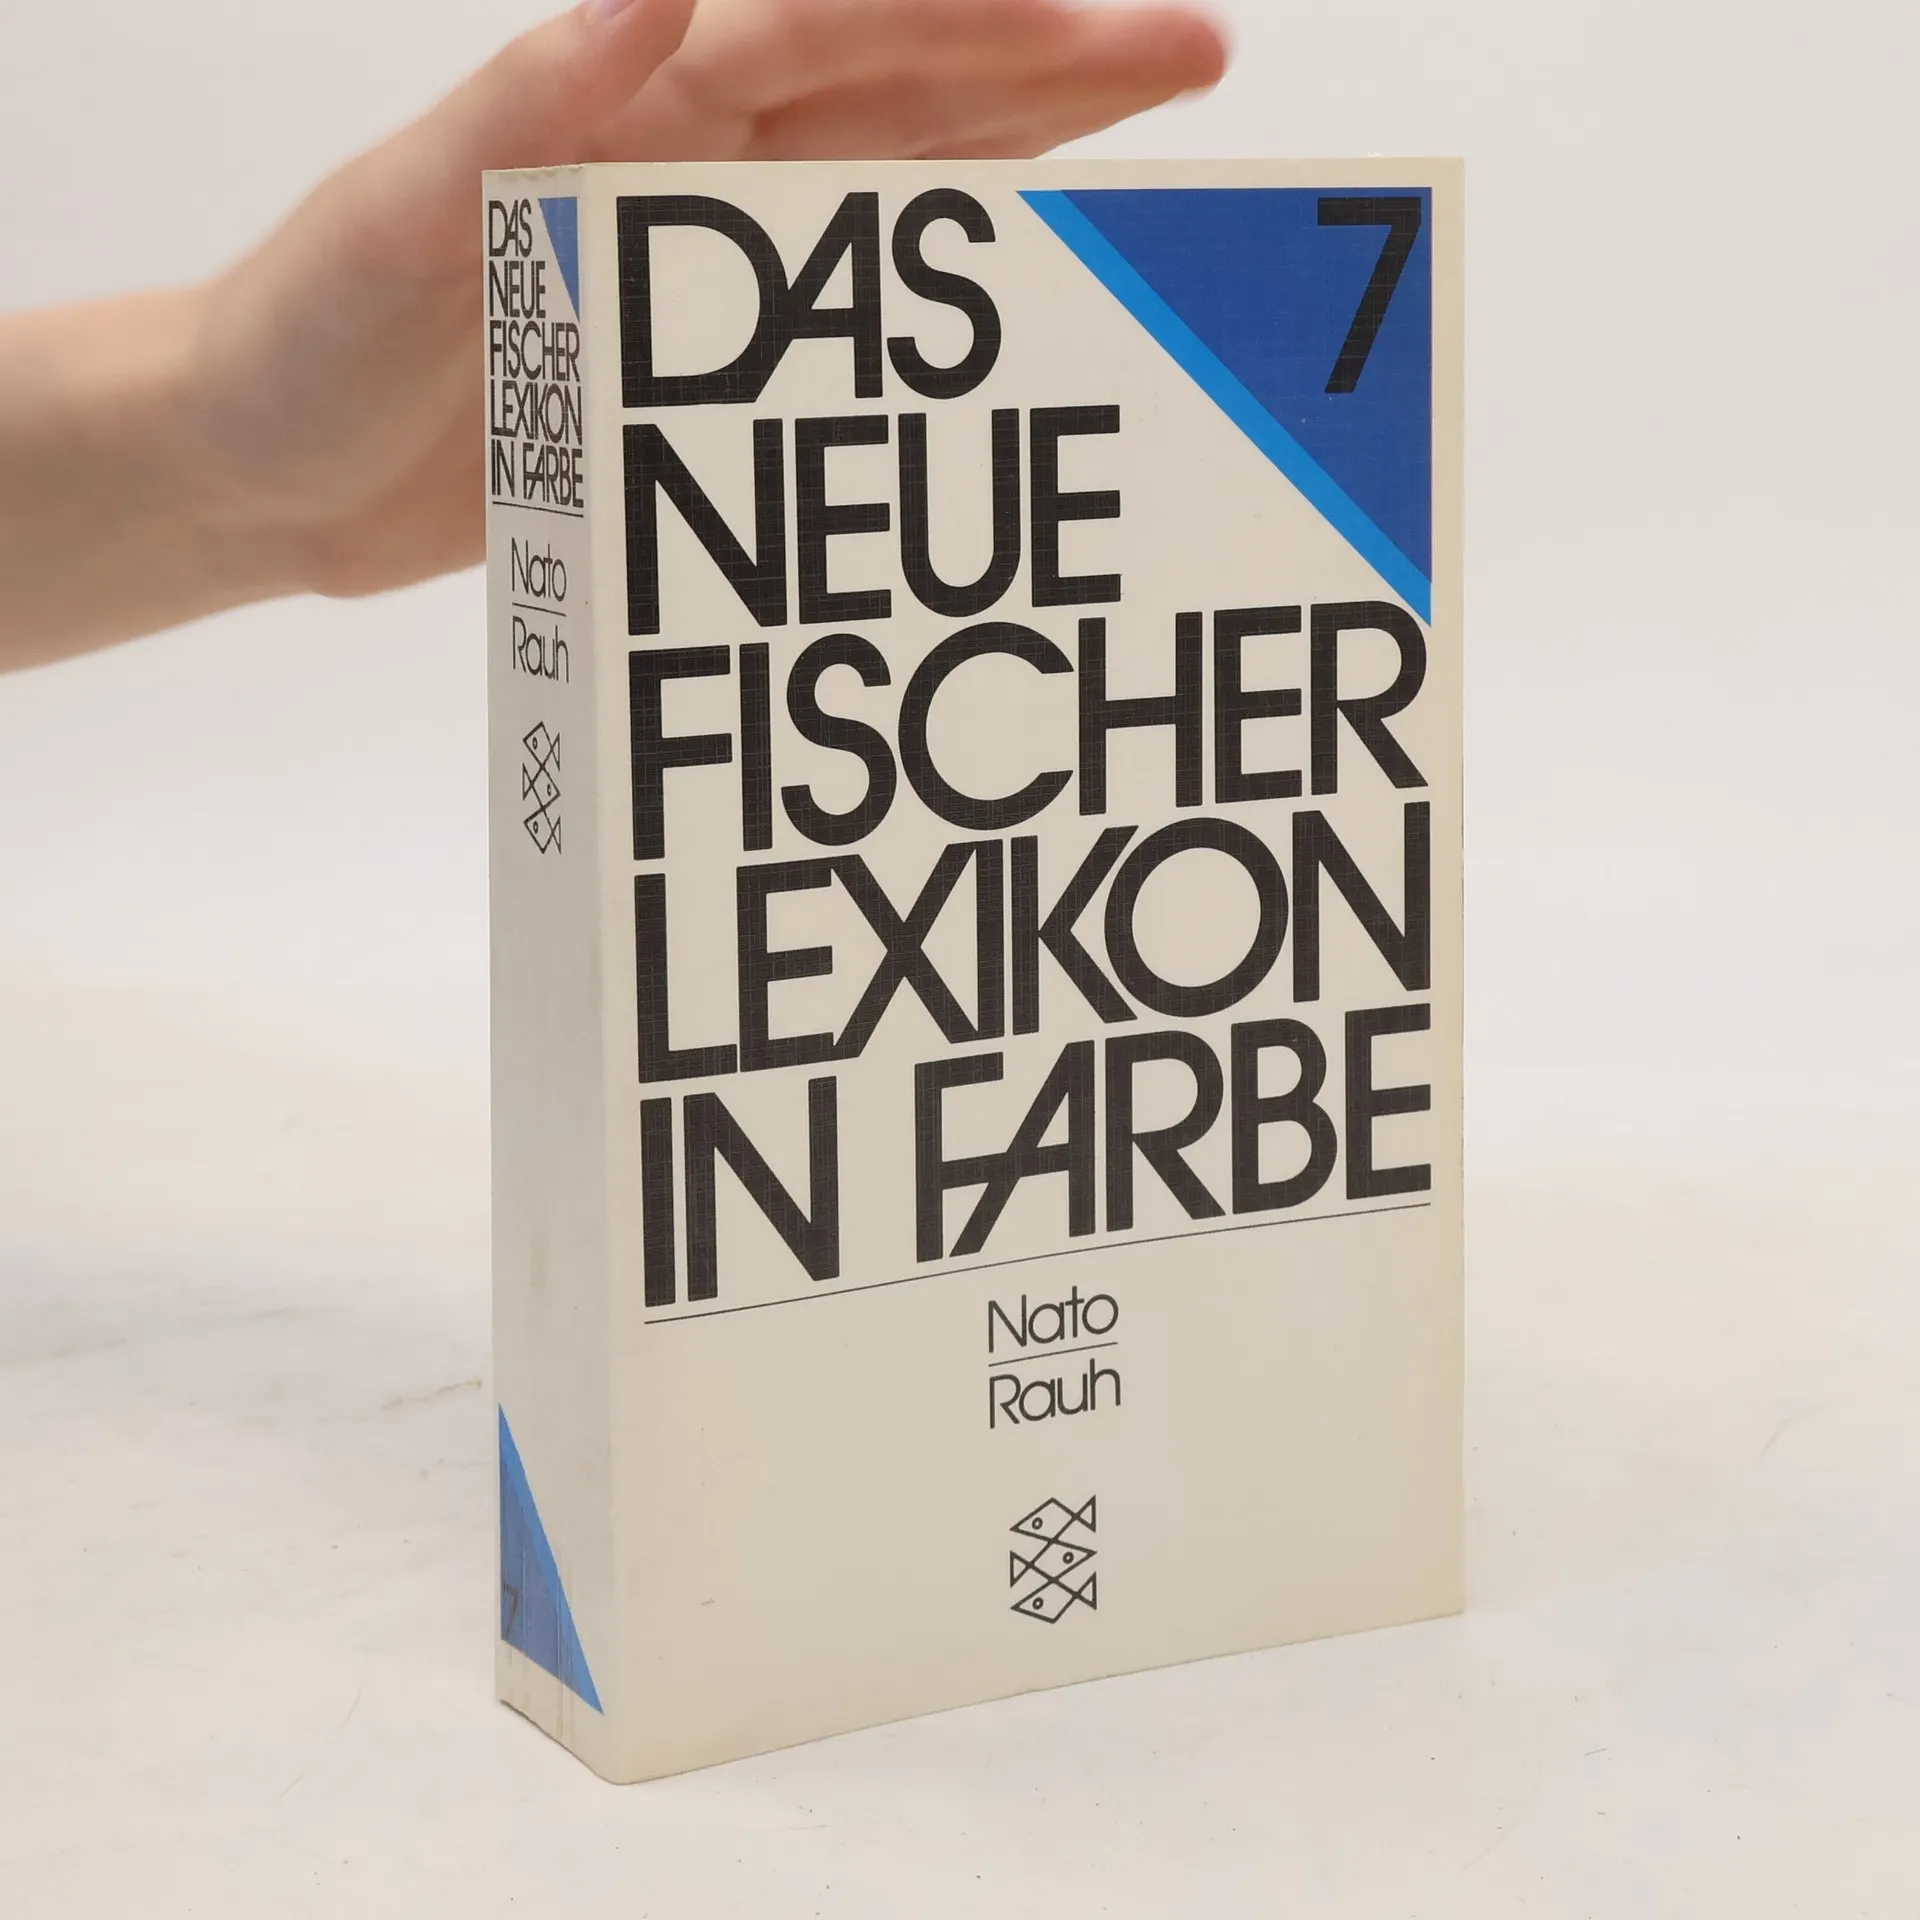 DAS
NEUE
FISCHER
LEXIKON
IN FARBE
Nato
Rauh
7
7
DAS
NEUE
FISCHER
LEXIKON
IN FARBE
Nato
Rauh